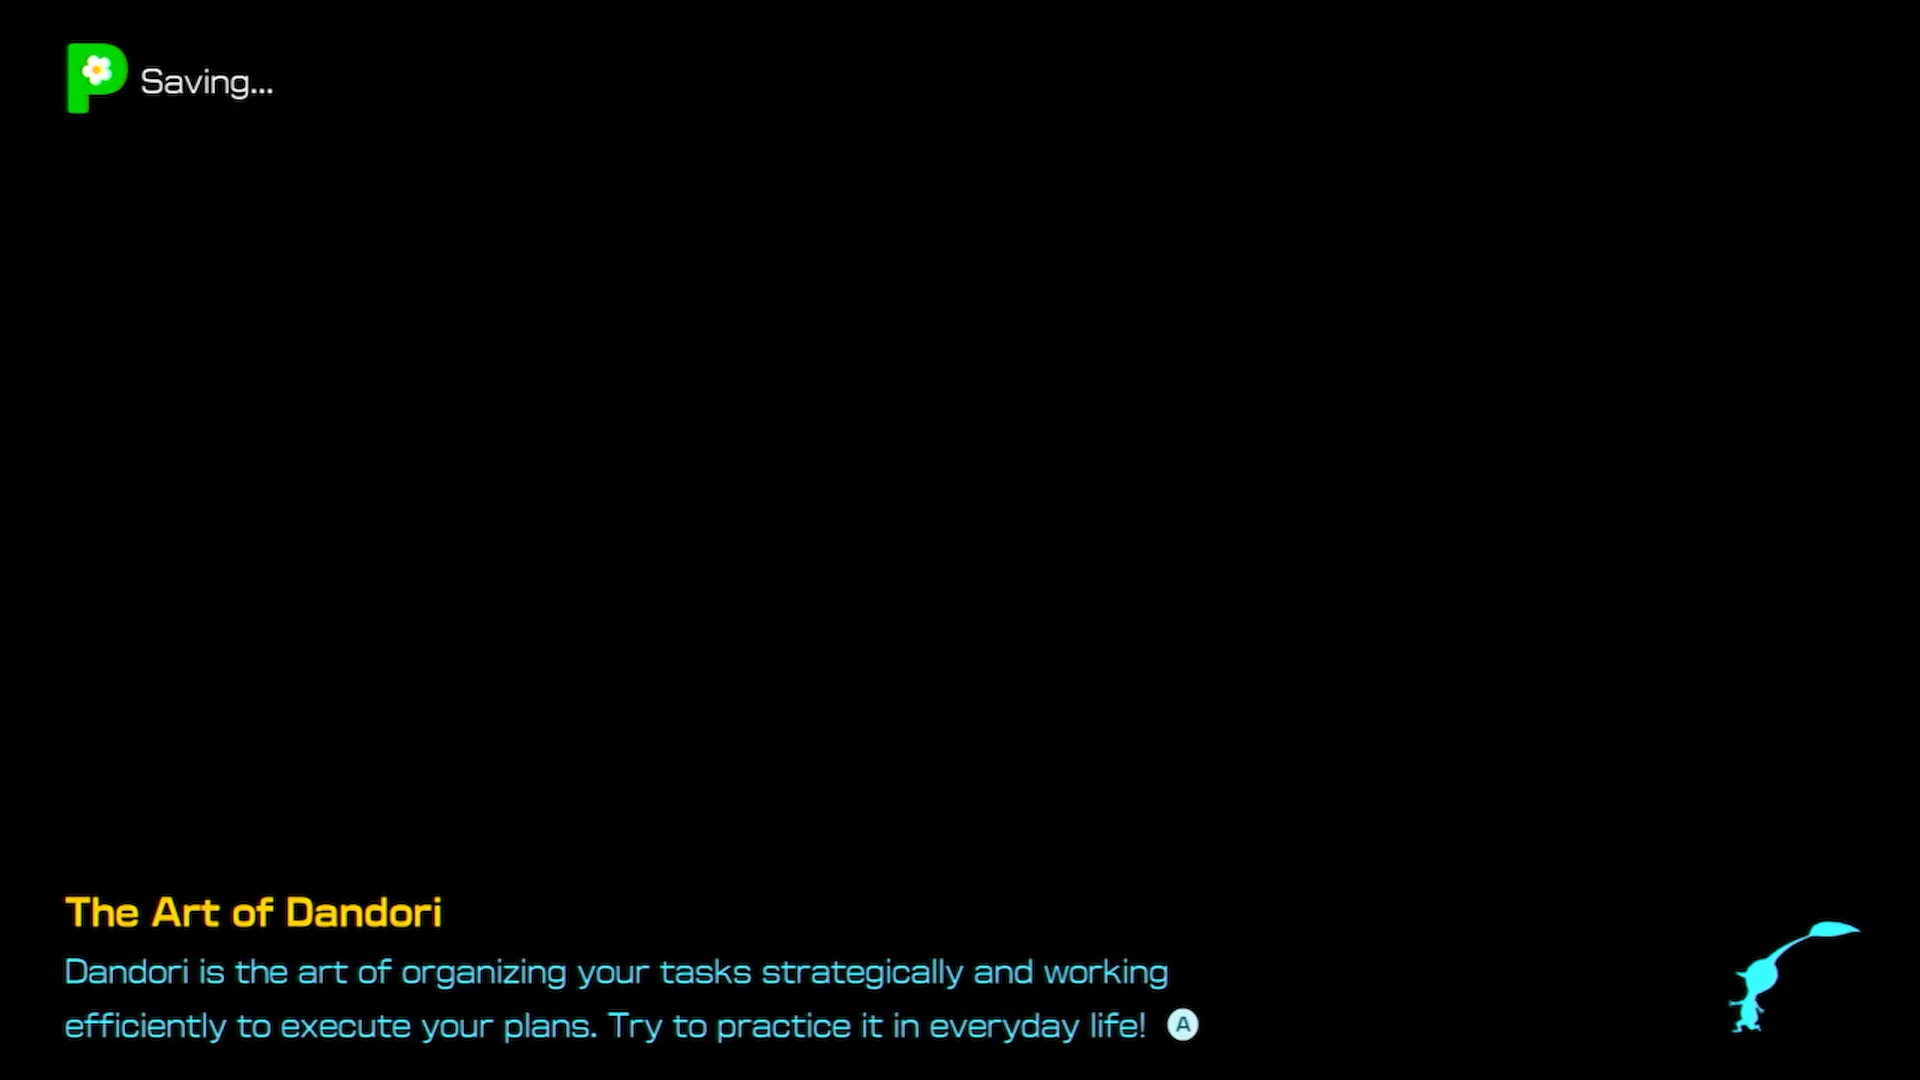 P Saving...
The Art of Dandori
Dandori is the art of organizing your tasks strategically and working
efficiently to execute your plans. Try to practice it in everyday life! A